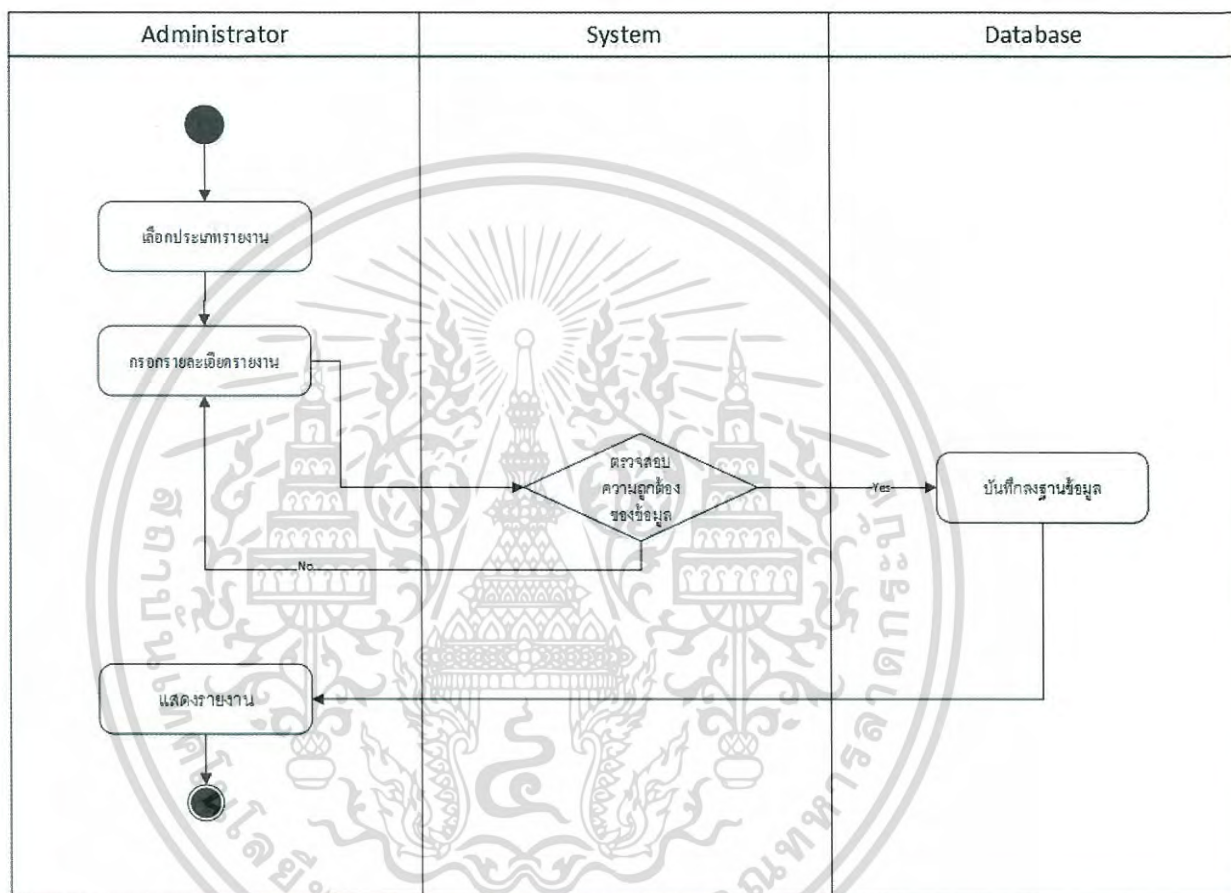 Administrator
System
Database
เลือกประเภทรายงาน
กรอกรายละเอียดรายงาน
ตรวจสอบ
ความถูกต้อง
ของข้อมูล
Yes
บันทึกลงฐานข้อมูล
No
แสดงรายงาน